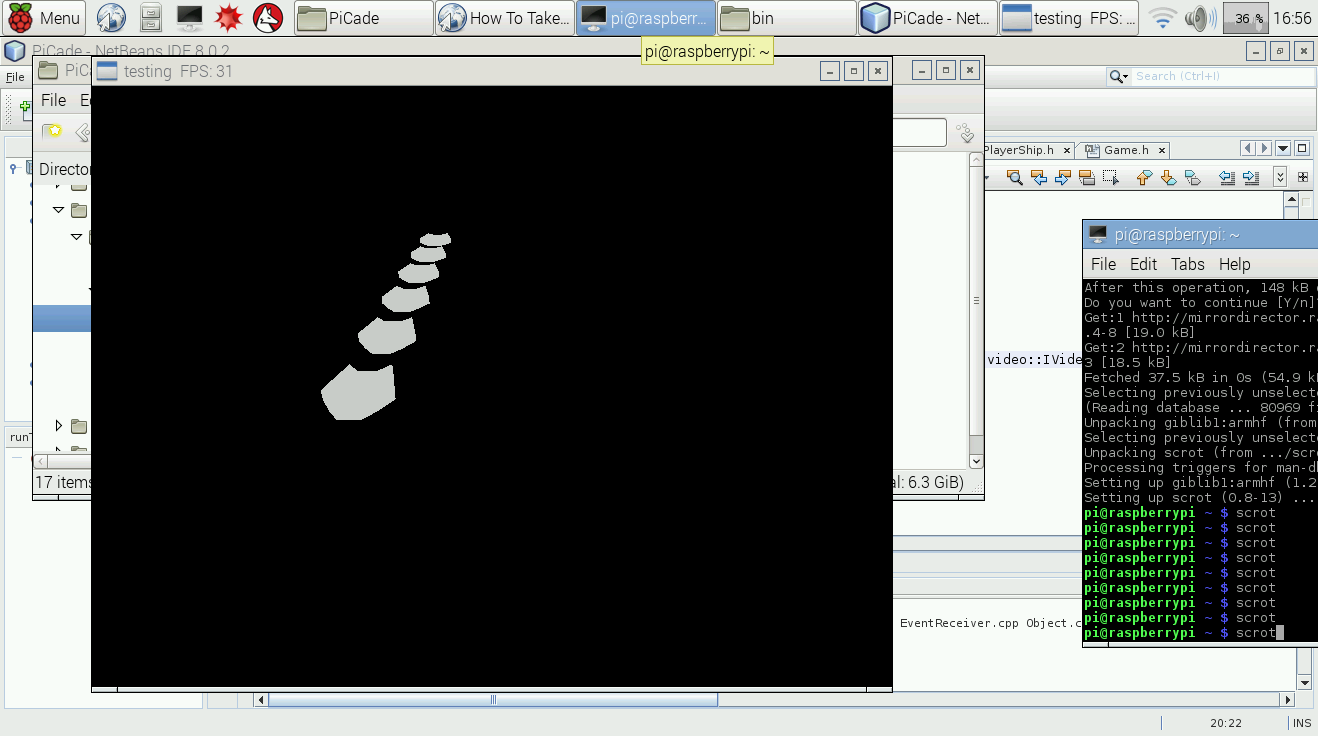 Menu
PiCade
How To Take...
pi@raspberr...
bin
PiCade - Net...
testing FPS: ...
36 %
16:56
PiCade - NetBeans IDE 8.0.2
pi@raspberrypi: ~
File
Search (Ctrl+I)
PiC
testing FPS: 31
File E
PlayerShip.h
Game.h
Director
video::IVide
17 items
al: 6.3 GiB)
pi@raspberrypi: ~
File Edit Tabs Help
After this operation, 148 kB
Do you want to continue [Y/n]
Get:1 http://mirrordirector.ra
.4-8 [19.0 kB]
Get:2 http://mirrordirector.ra
3 [18.5 kB]
Fetched 37.5 kB in 0s (54.9 k
Selecting previously unselect
(Reading database ... 80969 fi
Unpacking giblib1:armhf (from
Selecting previously unselect
Unpacking scrot (from .../scr
Processing triggers for man-d
Setting up giblib1:armhf (1.2
Setting up scrot (0.8-13) ...
pi@raspberrypi ~ $ scrot
pi@raspberrypi ~ $ scrot
pi@raspberrypi ~ $ scrot
pi@raspberrypi ~ $ scrot
pi@raspberrypi ~ $ scrot
pi@raspberrypi ~ $ scrot
pi@raspberrypi ~ $ scrot
pi@raspberrypi ~ $ scrot
pi@raspberrypi ~ $ scrot
EventReceiver.cpp Object.c
20:22
INS